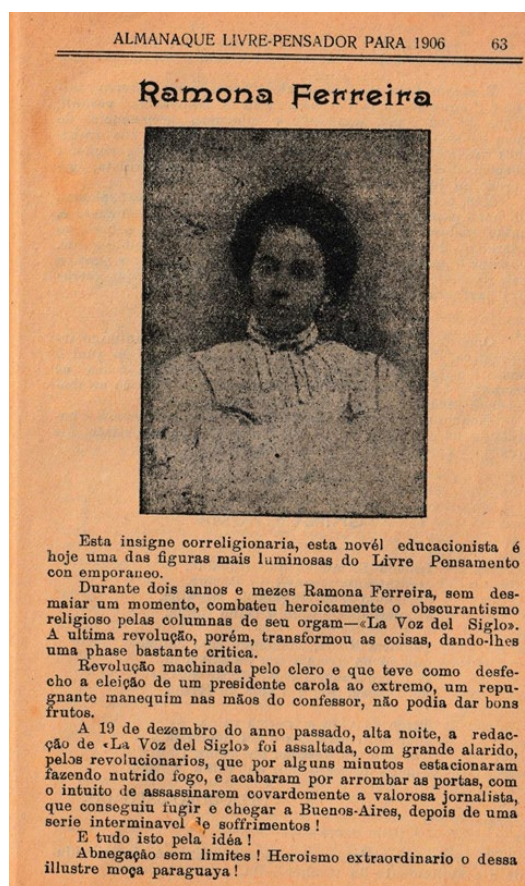 ALMANAQUE LIVRE-PENSADOR PARA 1906 63
Ramona Ferreira
Esta insigne correligionaria, esta novél educacionista é
hoje uma das figuras mais luminosas do Livre Pensamento
con emporaneo.
Durante dois annos e mezes Ramona Ferreira, sem des-
maiar um momento, combateu heroicamente o obscurantismo
religioso pelas columnas de seu orgam—«La Voz del Siglo».
A ultima revolução, porém, transformou as coisas, dando-lhes
uma phase bastante critica.
Revolução machinada pelo clero e que teve como desfe-
cho a eleição de um presidente carola ao extremo, um repu-
gnante manequim nas mãos do confessor, não podia dar bons
frutos.
A 19 de dezembro do anno passado, alta noite, a redac-
ção de «La Voz del Siglo» foi assaltada, com grande alarido,
pelos revolucionarios, que por alguns minutos estacionaram
fazendo nutrido fogo, e acabaram por arrombar as portas, com
o intuito de assassinarem covardemente a valorosa jornalista,
que conseguiu fugir e chegar a Buenos-Aires, depois de uma
serie interminavel de soffrimentos !
E tudo isto pela idéa !
Abnegação sem limites ! Heroismo extraordinario o dessa
illustre moça paraguaya !